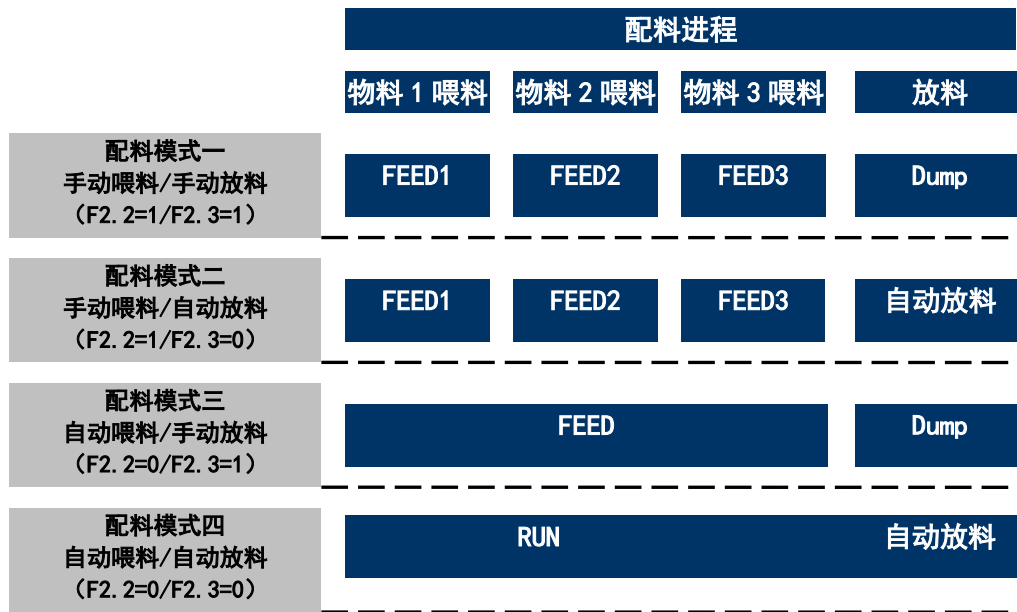 配料进程
物料 1 喂料 物料 2 喂料 物料 3 喂料 放料
配料模式一
手动喂料/手动放料
（F2.2=1/F2.3=1）
FEED1 FEED2 FEED3 Dump
配料模式二
手动喂料/自动放料
（F2.2=1/F2.3=0）
FEED1 FEED2 FEED3 自动放料
配料模式三
自动喂料/手动放料
（F2.2=0/F2.3=1）
FEED Dump
配料模式四
自动喂料/自动放料
（F2.2=0/F2.3=0）
RUN 自动放料